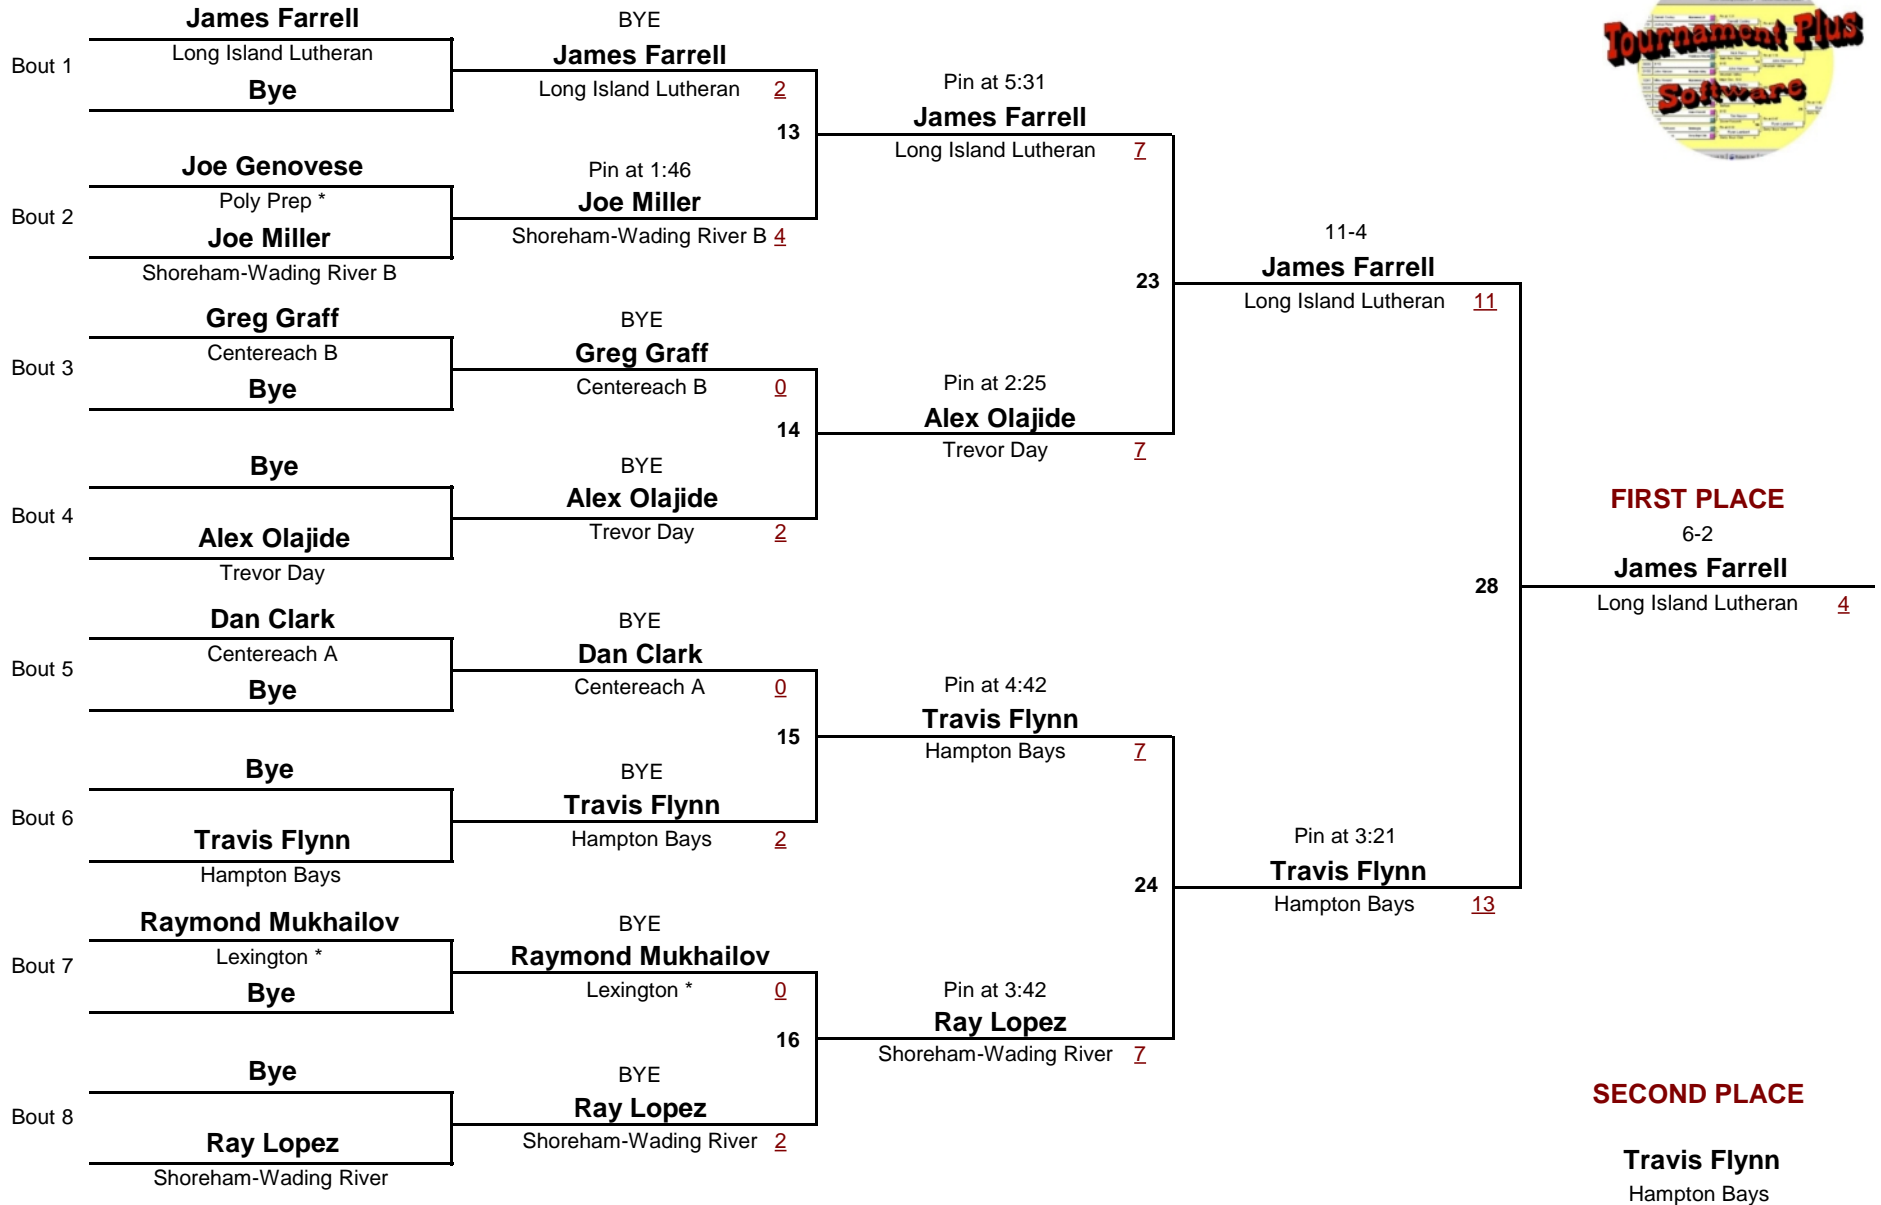 James Farrell
Long Island Lutheran
Bout 1
Bye
Joe Genovese
Poly Prep *
Bout 2
Joe Miller
Shoreham-Wading River B
Greg Graff
Centereach B
Bout 3
Bye
Bye
Bout 4
Alex Olajide
Trevor Day
Dan Clark
Centereach A
Bout 5
Bye
Bye
Bout 6
Travis Flynn
Hampton Bays
Raymond Mukhailov
Lexington *
Bout 7
Bye
Bye
Bout 8
Ray Lopez
Shoreham-Wading River
BYE
James Farrell
Long Island Lutheran 2
13
Pin at 1:46
Joe Miller
Shoreham-Wading River B 4
BYE
Greg Graff
Centereach B 0
14
BYE
Alex Olajide
Trevor Day 2
BYE
Dan Clark
Centereach A 0
15
BYE
Travis Flynn
Hampton Bays 2
BYE
Raymond Mukhailov
Lexington * 0
16
BYE
Ray Lopez
Shoreham-Wading River 2
Pin at 5:31
James Farrell
Long Island Lutheran 7
23
Pin at 2:25
Alex Olajide
Trevor Day 7
Pin at 4:42
Travis Flynn
Hampton Bays 7
24
Pin at 3:42
Ray Lopez
Shoreham-Wading River 7
11-4
James Farrell
Long Island Lutheran 11
28
Pin at 3:21
Travis Flynn
Hampton Bays 13
Tournament Plus
Software
FIRST PLACE
6-2
James Farrell
Long Island Lutheran 4
SECOND PLACE
Travis Flynn
Hampton Bays